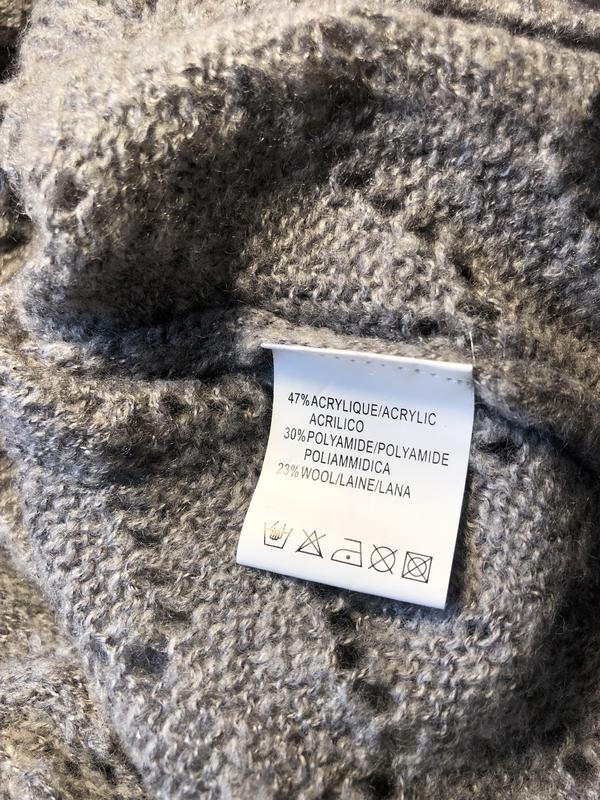 47%ACRYLIQUE/ACRYLIC
ACRILICO
30%POLYAMIDE/POLYAMIDE
POLIAMMIDICA
23%WOOL/LAINE/LANA